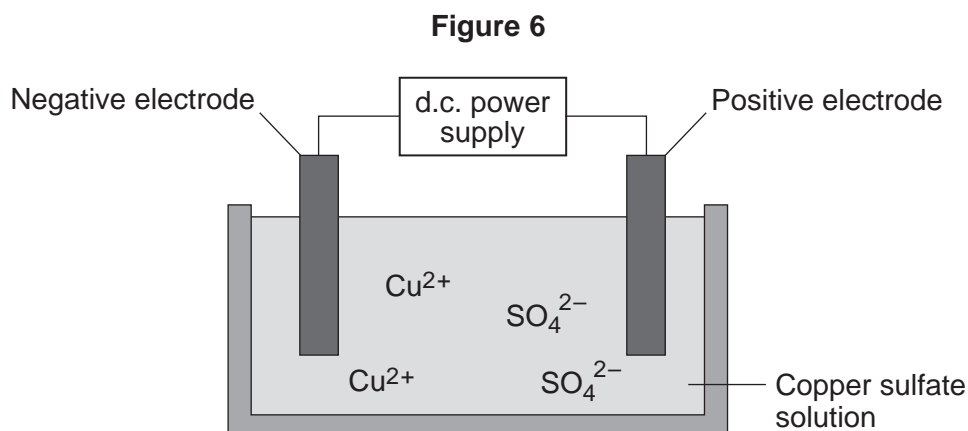 Figure 6
Negative electrode
d.c. power
supply
Positive electrode
Cu²⁺
SO₄²⁻
Cu²⁺
SO₄²⁻
Copper sulfate
solution